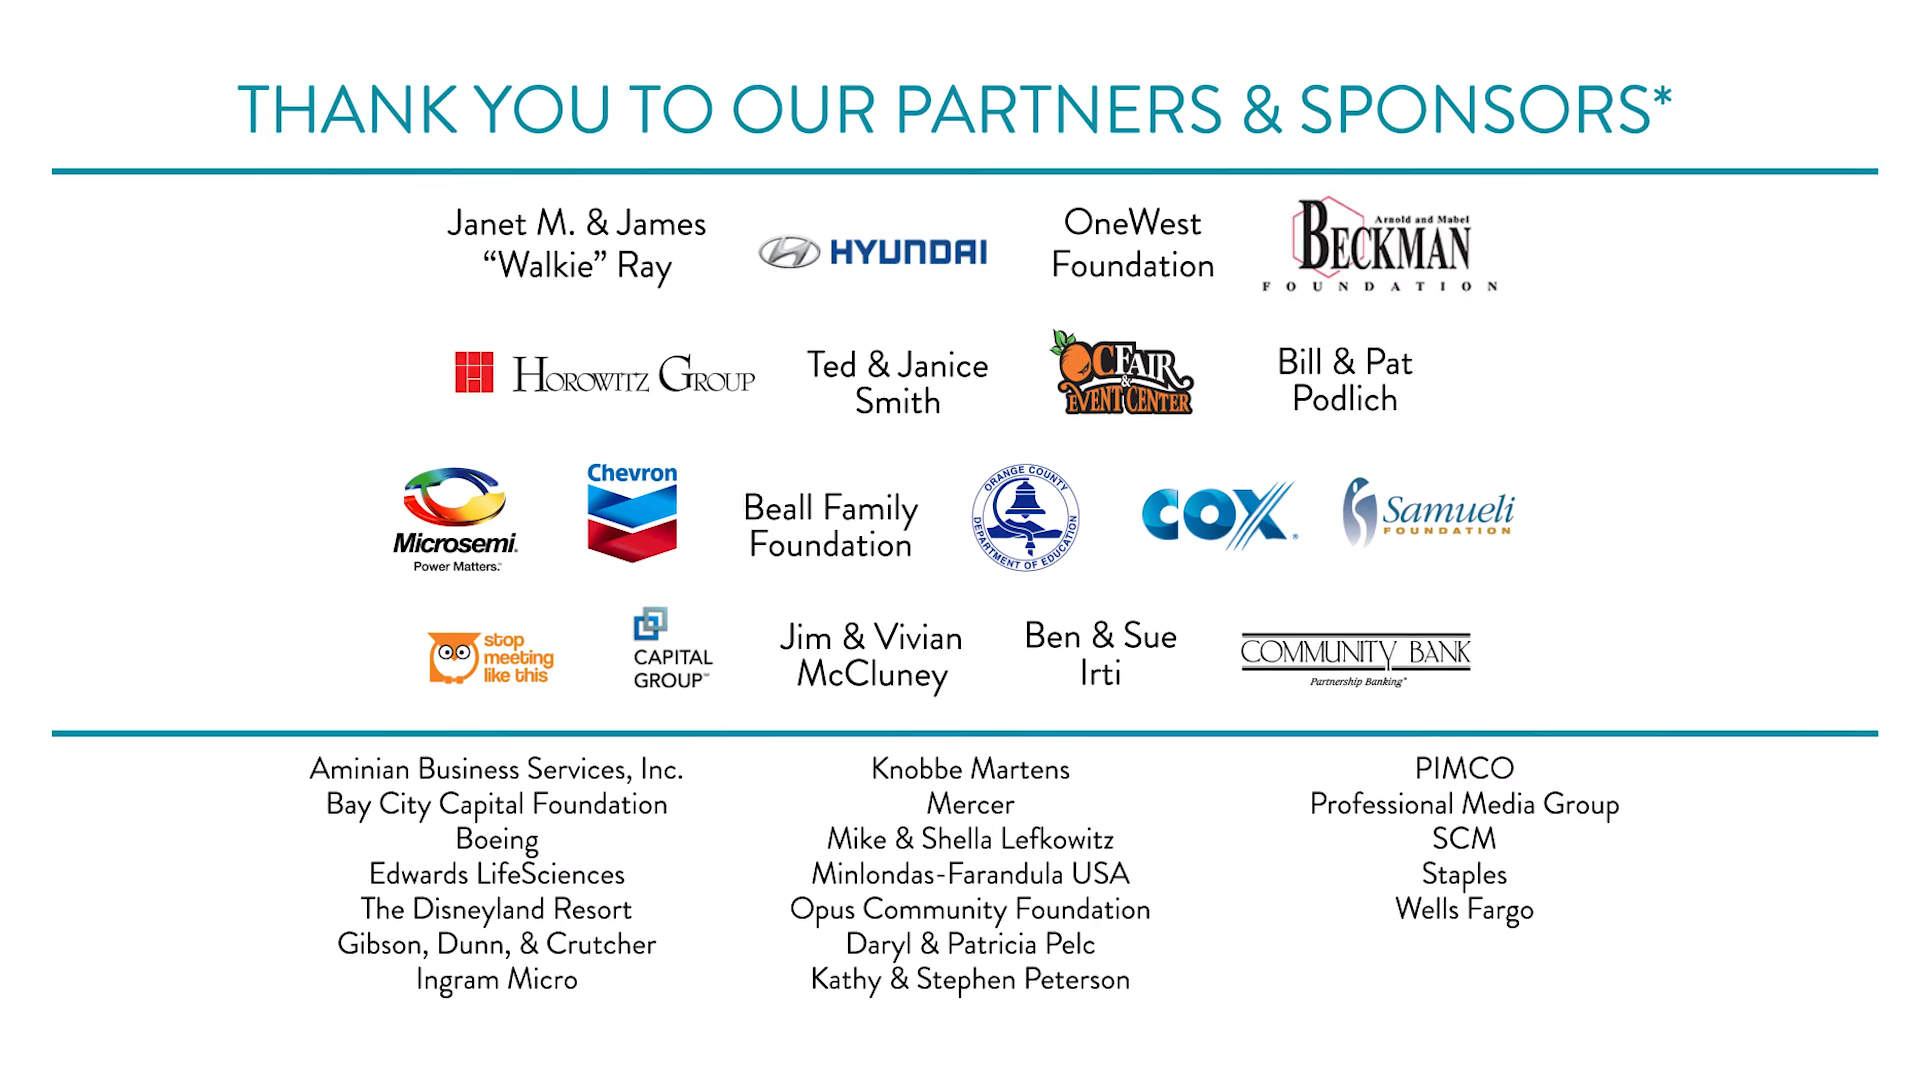 THANK YOU TO OUR PARTNERS & SPONSORS*
Janet M. & James
“Walkie” Ray
HYUNDAI
OneWest
Foundation
Arnold and Mabel
BECKMAN
FOUNDATION
HOROWITZ GROUP
Ted & Janice
Smith
OC FAIR
&
EVENT CENTER
Bill & Pat
Podlich
Microsemi.
Power Matters.™
Chevron
Beall Family
Foundation
ORANGE COUNTY
DEPARTMENT OF EDUCATION
COX®
Samueli
FOUNDATION
stop
meeting
like this
CAPITAL
GROUP℠
Jim & Vivian
McCluney
Ben & Sue
Irti
COMMUNITY BANK
Partnership Banking®
Aminian Business Services, Inc.
Bay City Capital Foundation
Boeing
Edwards LifeSciences
The Disneyland Resort
Gibson, Dunn, & Crutcher
Ingram Micro
Knobbe Martens
Mercer
Mike & Shella Lefkowitz
Minlondas-Farandula USA
Opus Community Foundation
Daryl & Patricia Pelc
Kathy & Stephen Peterson
PIMCO
Professional Media Group
SCM
Staples
Wells Fargo